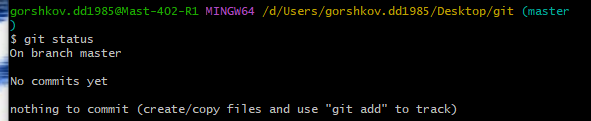 gorshkov.dd1985@Mast-402-R1 MINGW64 /d/Users/gorshkov.dd1985/Desktop/git (master
)
$ git status
On branch master
No commits yet
nothing to commit (create/copy files and use "git add" to track)